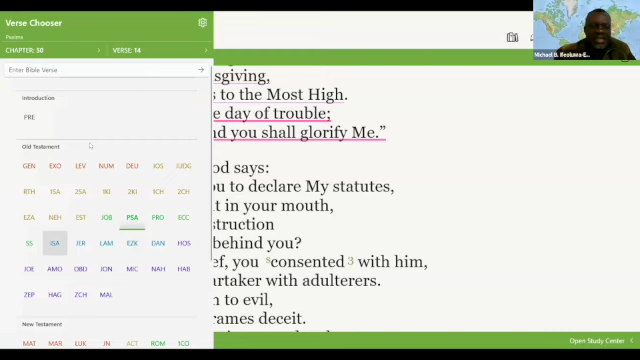 Verse Chooser
Psalms
CHAPTER: 50 > VERSE: 14 >
Enter Bible Verse
Introduction
PRE
Old Testament
GEN EXO LEV NUM DEU JOS JUDG
RTH 1SA 2SA 1KI 2KI 1CH 2CH
EZA NEH EST JOB PSA PRO ECC
SS ISA JER LAM EZK DAN HOS
JOE AMO OBD JON MIC NAH HAB
ZEP HAG ZCH MAL
New Testament
MAT MAR LUK JN ACT ROM 1CO
sgiving,
s to the Most High.
e day of trouble;
nd you shall glorify Me.”
od says:
ou to declare My statutes,
t in your mouth,
struction
behind you?
ef, you s consented 3 with him,
artaker with adulterers.
h to evil,
rames deceit.
Michael B.
Open Study Center